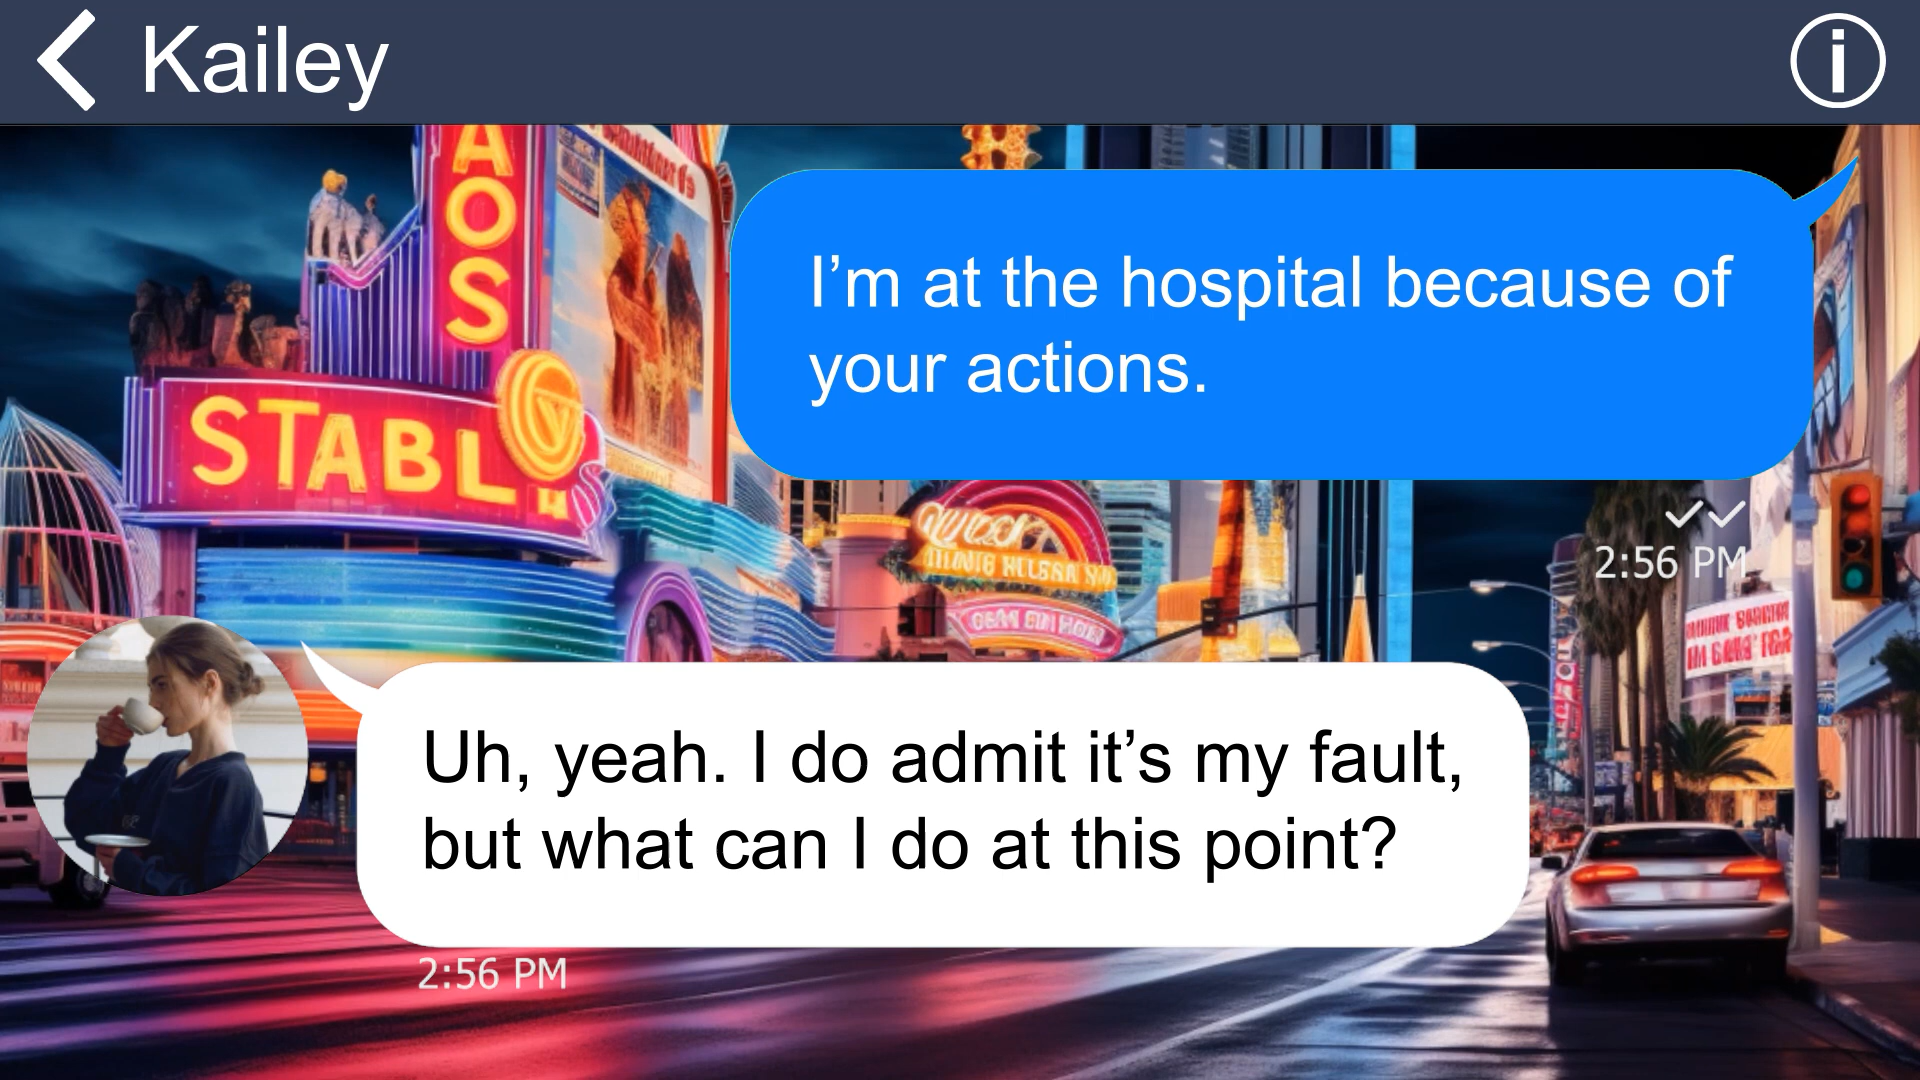 Kailey
AOS
I’m at the hospital because of
your actions.
STABL
2:56 PM
Uh, yeah. I do admit it’s my fault,
but what can I do at this point?
2:56 PM